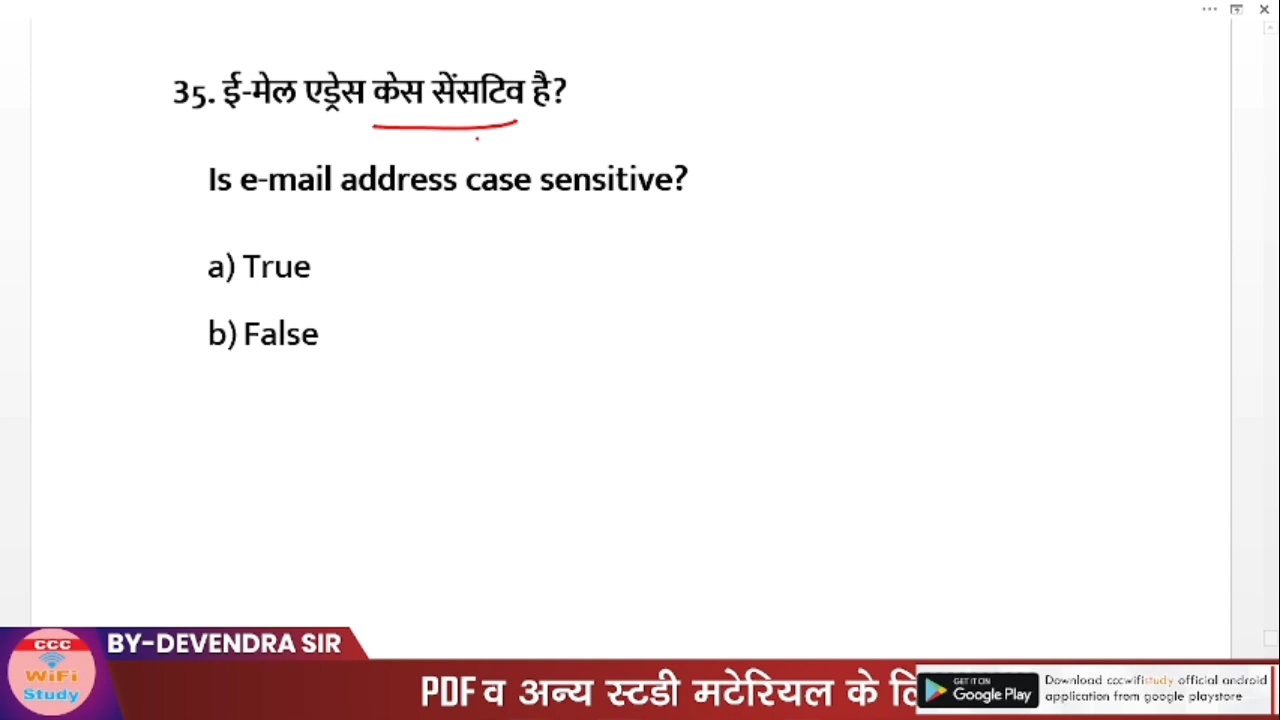 35. ई-मेल एड्रेस केस सेंसटिव है?
Is e-mail address case sensitive?
a) True
b) False
CCC
WiFi
Study
BY-DEVENDRA SIR
PDF व अन्य स्टडी मटेरियल के
GET IT ON
Google Play
Download cccwifistudy official android
application from google playstore